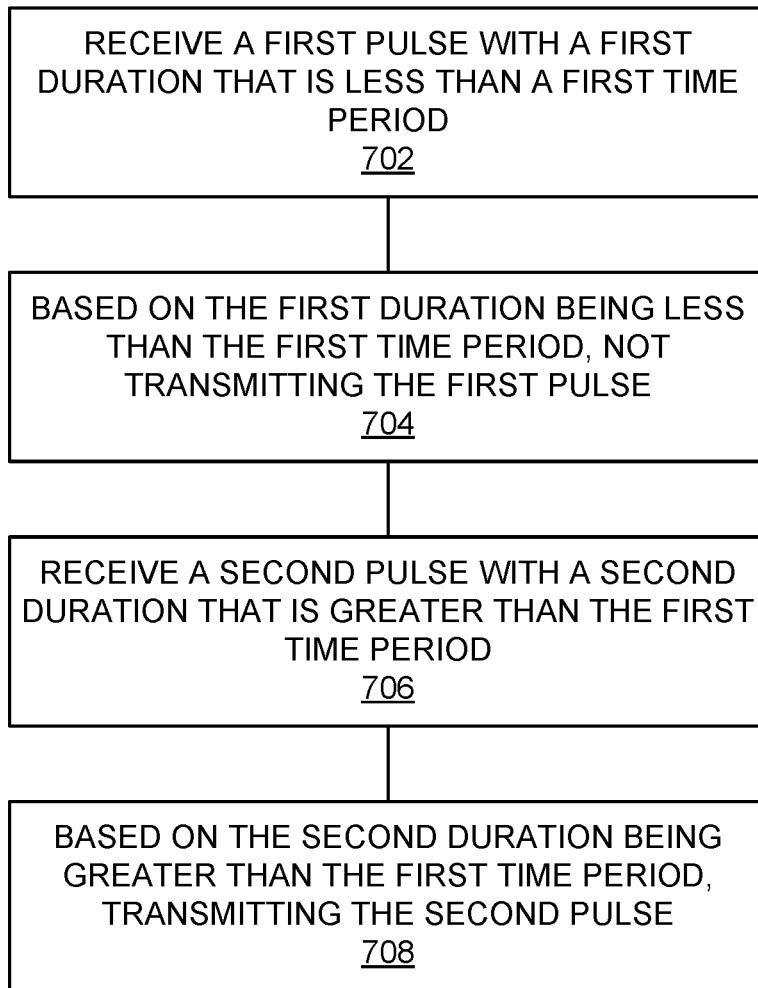 RECEIVE A FIRST PULSE WITH A FIRST
DURATION THAT IS LESS THAN A FIRST TIME
PERIOD
702
BASED ON THE FIRST DURATION BEING LESS
THAN THE FIRST TIME PERIOD, NOT
TRANSMITTING THE FIRST PULSE
704
RECEIVE A SECOND PULSE WITH A SECOND
DURATION THAT IS GREATER THAN THE FIRST
TIME PERIOD
706
BASED ON THE SECOND DURATION BEING
GREATER THAN THE FIRST TIME PERIOD,
TRANSMITTING THE SECOND PULSE
708